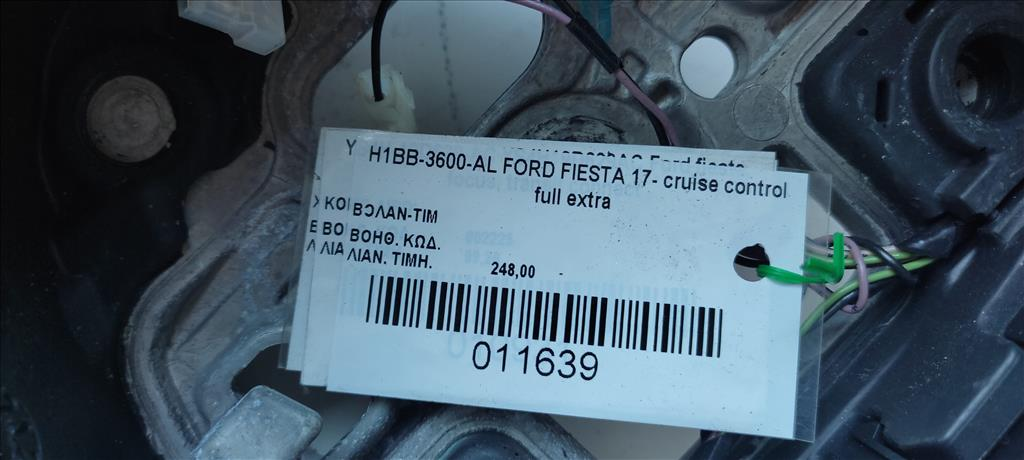 H1BB-3600-AL FORD FIESTA 17- cruise control
full extra
ΒΟΛΑΝ-ΤΙΜ
ΒΟΗΘ. ΚΩΔ.
ΛΙΑΝ. ΤΙΜΗ. 248,00 -
011639